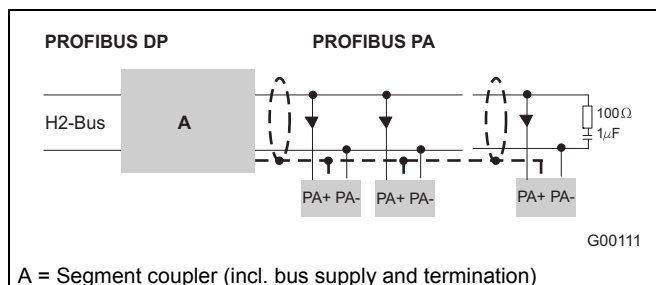 PROFIBUS DP PROFIBUS PA
H2-Bus A
100Ω
1µF
PA+ PA- PA+ PA- PA+ PA-
G00111
A = Segment coupler (incl. bus supply and termination)